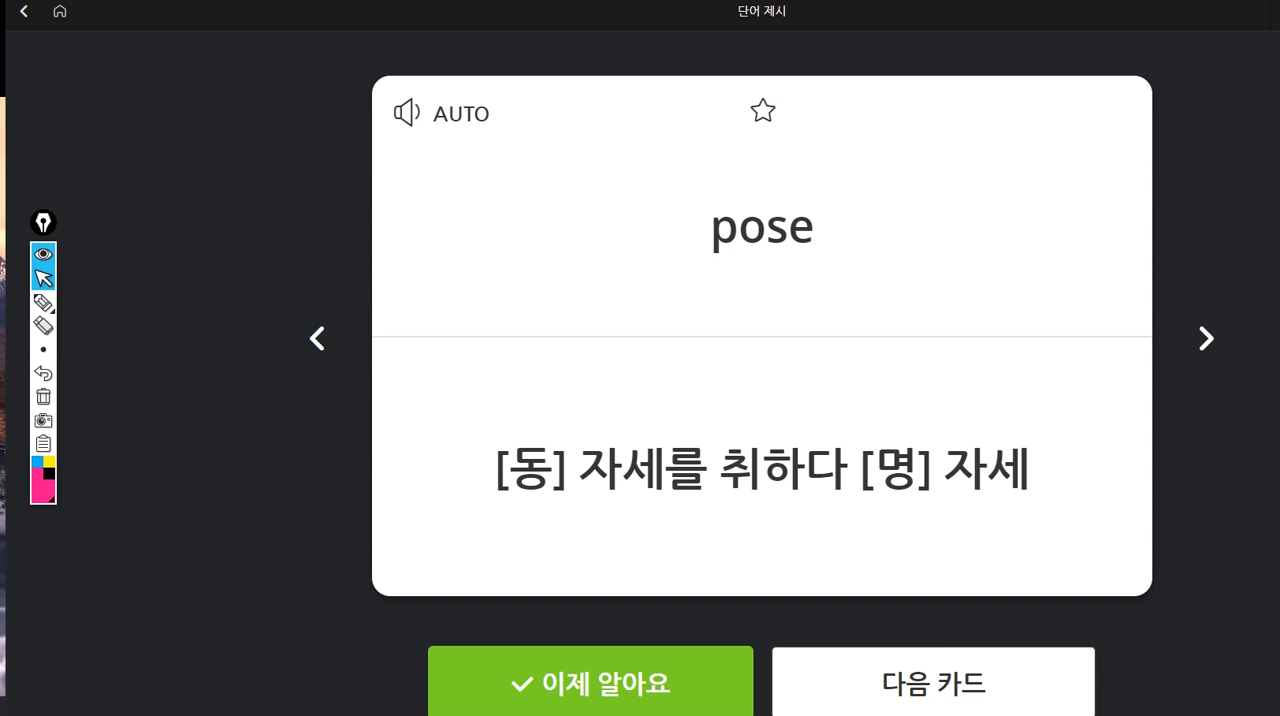 단어 제시
AUTO
pose
[동] 자세를 취하다 [명] 자세
이제 알아요
다음 카드